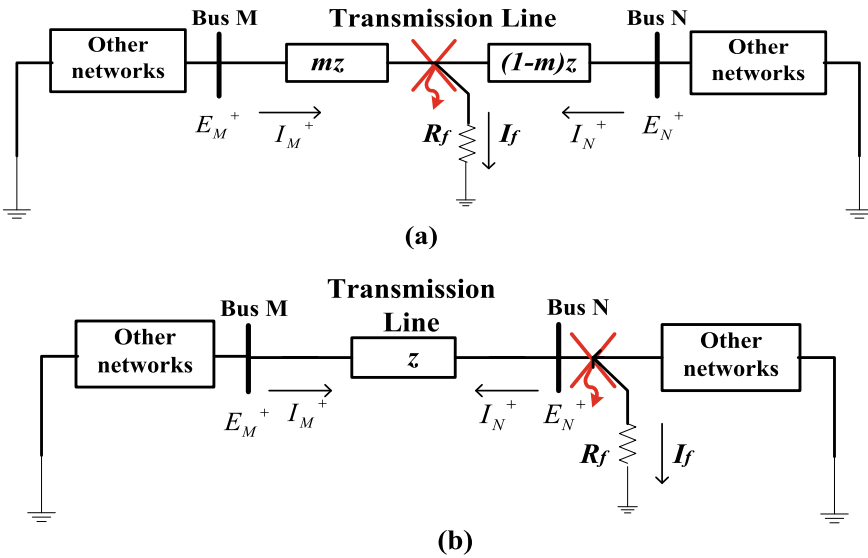 Transmission Line
Bus M
Bus N
Other
networks
mz
(1-m)z
Other
networks
E_M^+
I_M^+
R_f
I_f
I_N^+
E_N^+
(a)
Transmission
Line
Bus M
Bus N
Other
networks
z
Other
networks
E_M^+
I_M^+
I_N^+
E_N^+
R_f
I_f
(b)